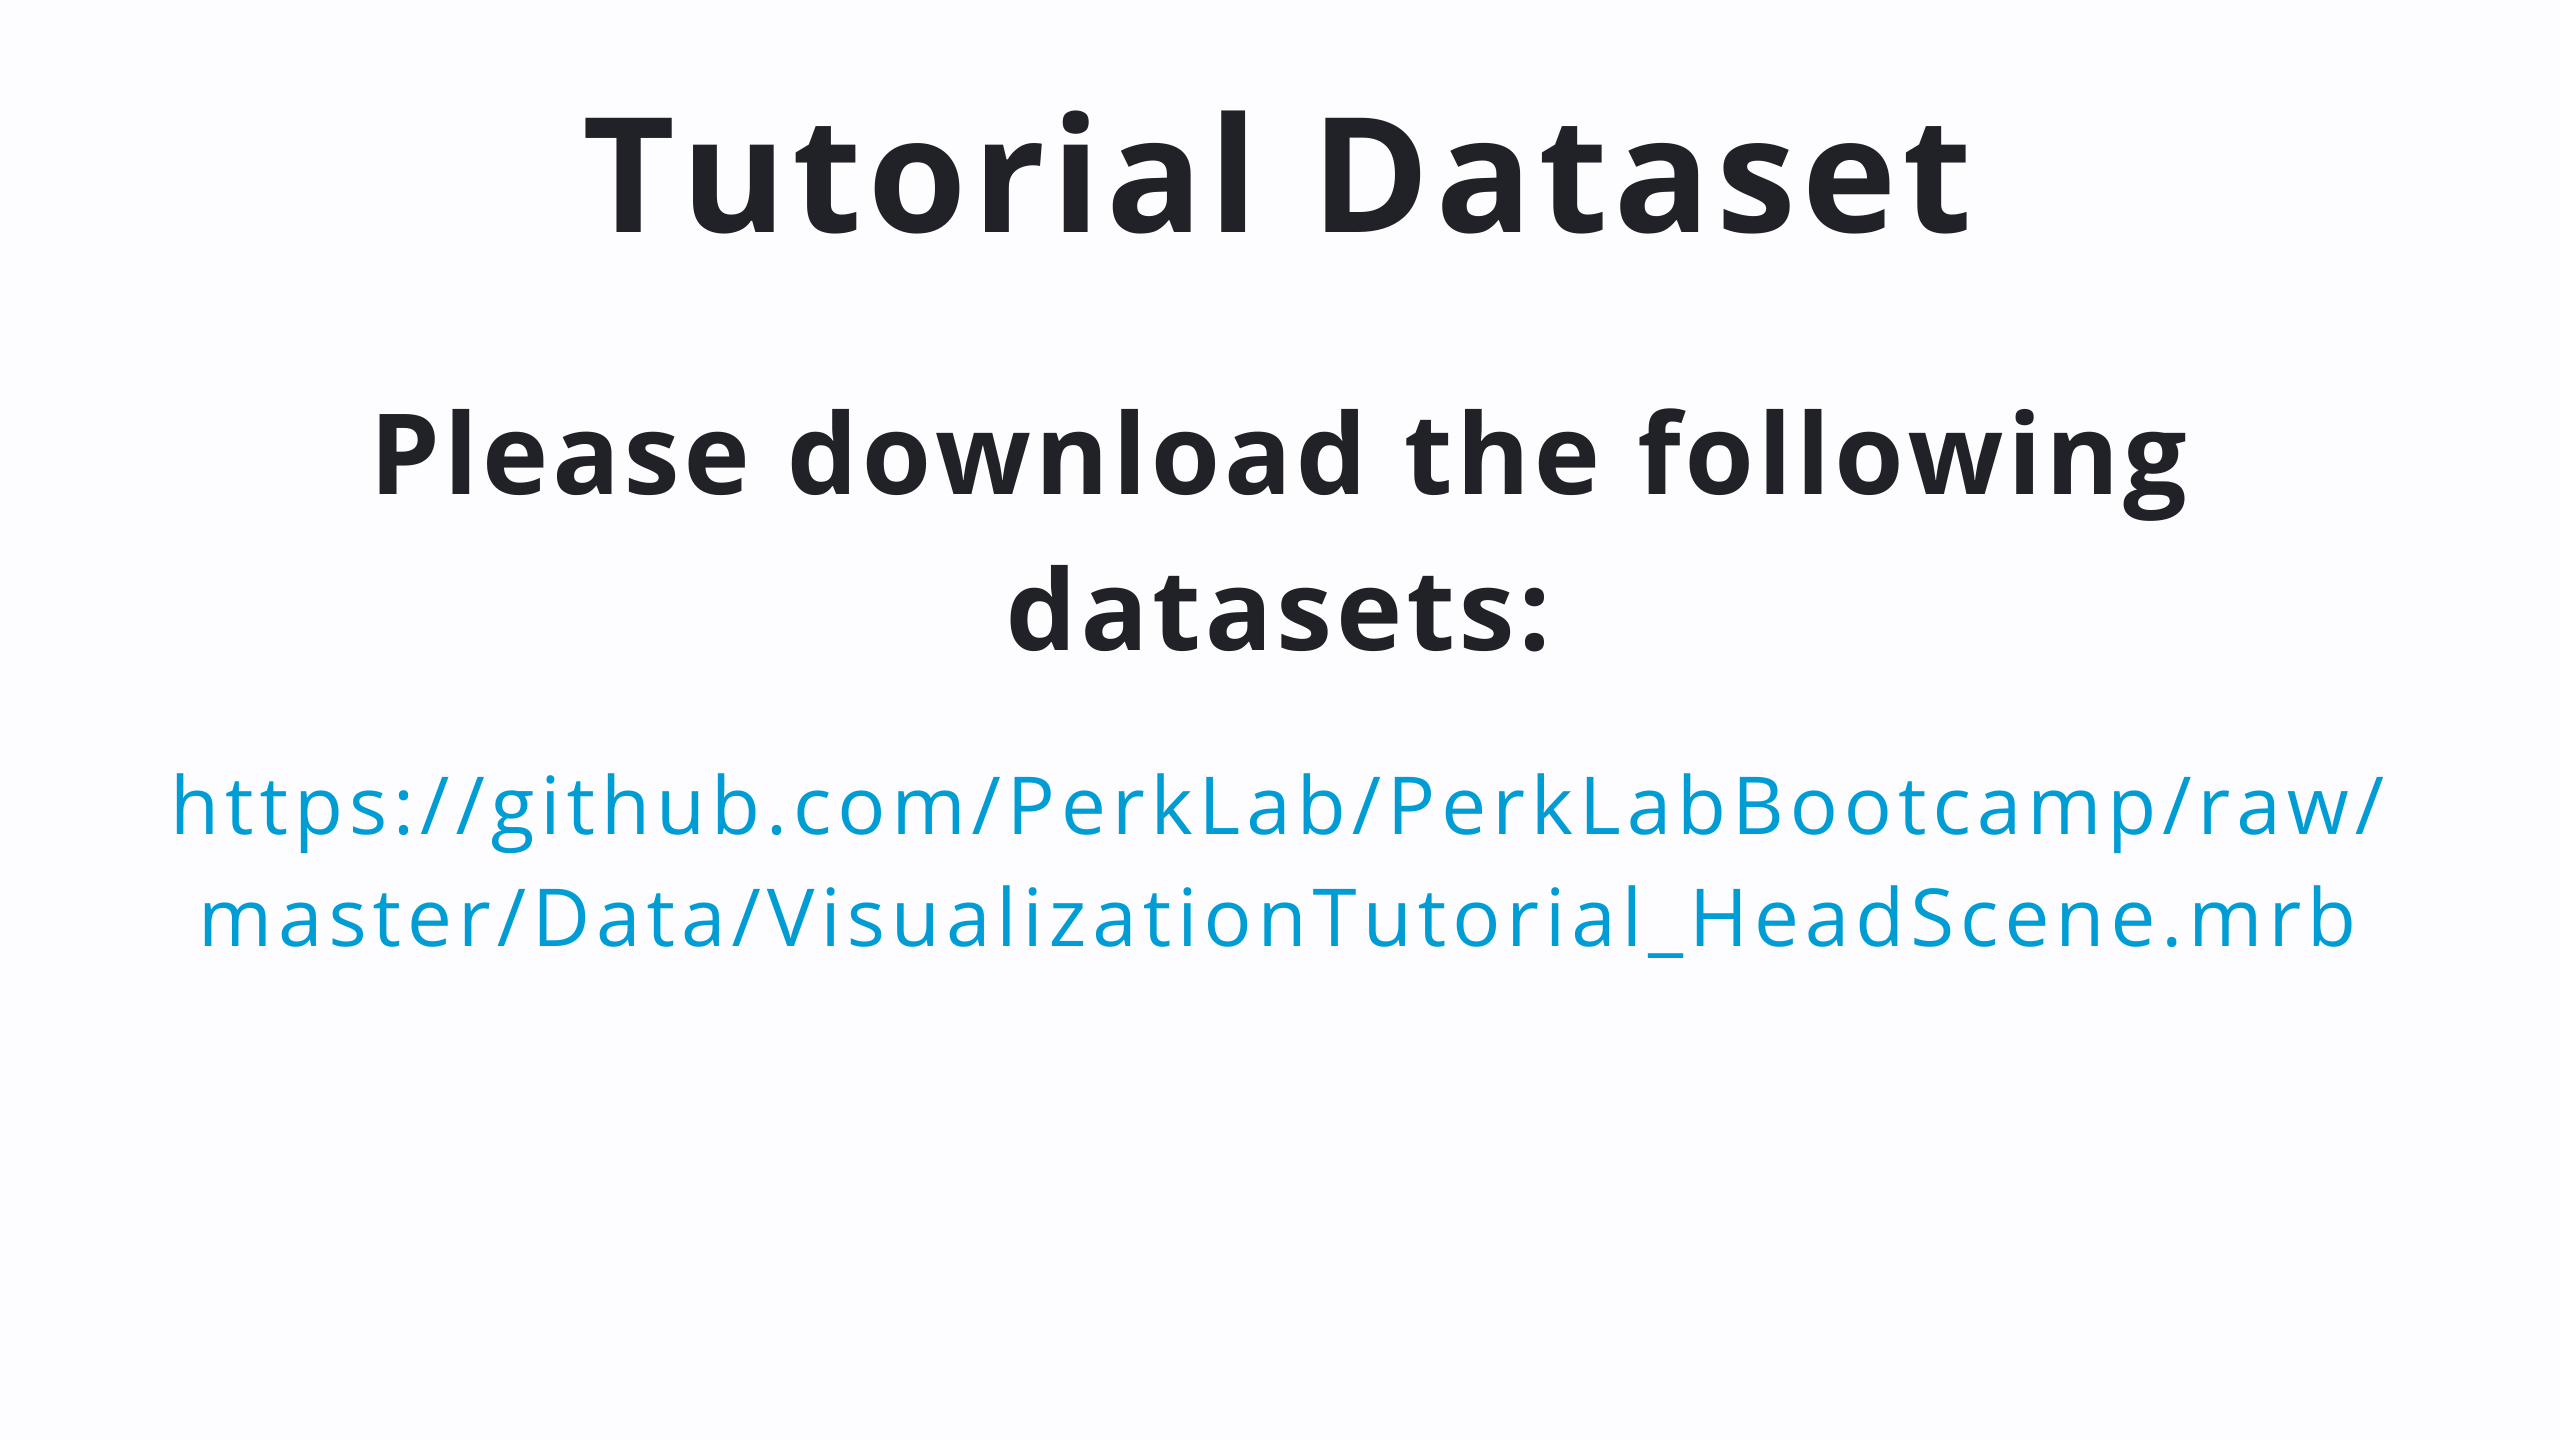 Tutorial Dataset
Please download the following
datasets:
https://github.com/PerkLab/PerkLabBootcamp/raw/
master/Data/VisualizationTutorial_HeadScene.mrb